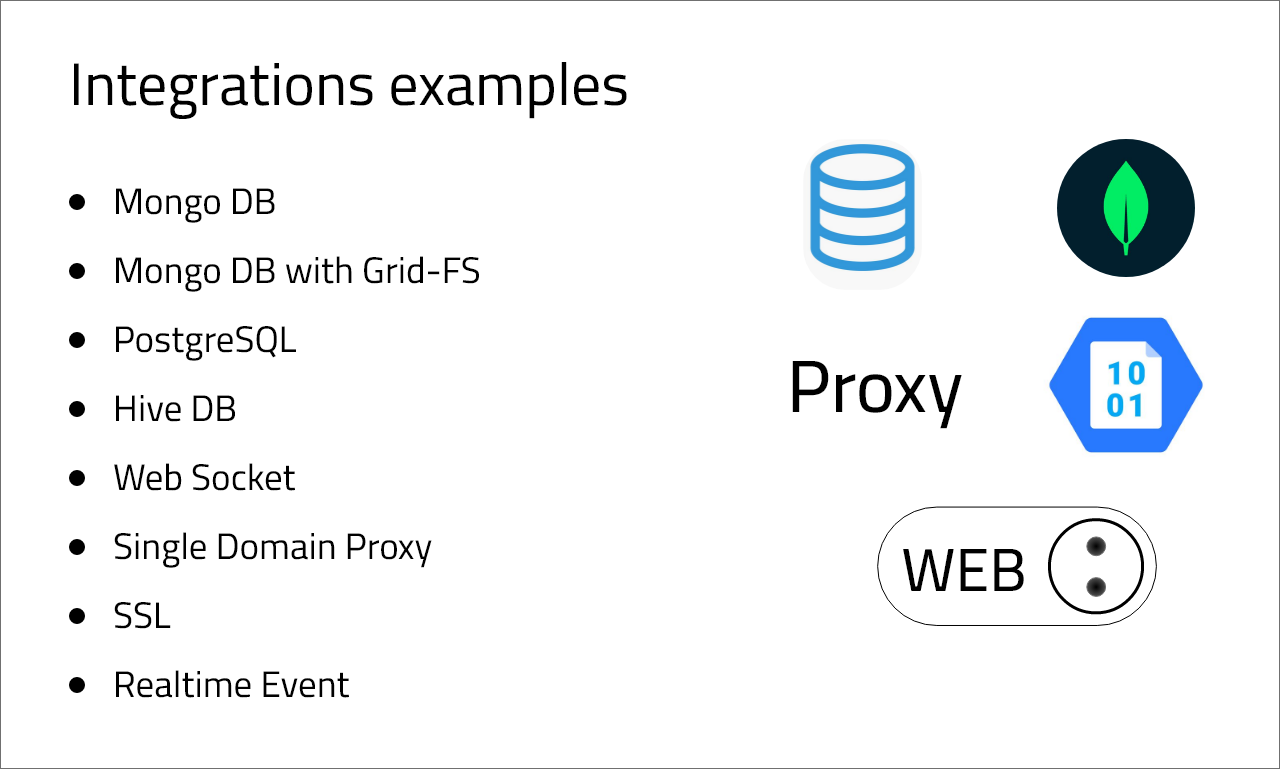 Integrations examples
Mongo DB
Mongo DB with Grid-FS
PostgreSQL
Hive DB
Web Socket
Single Domain Proxy
SSL
Realtime Event
Proxy
10
01
WEB